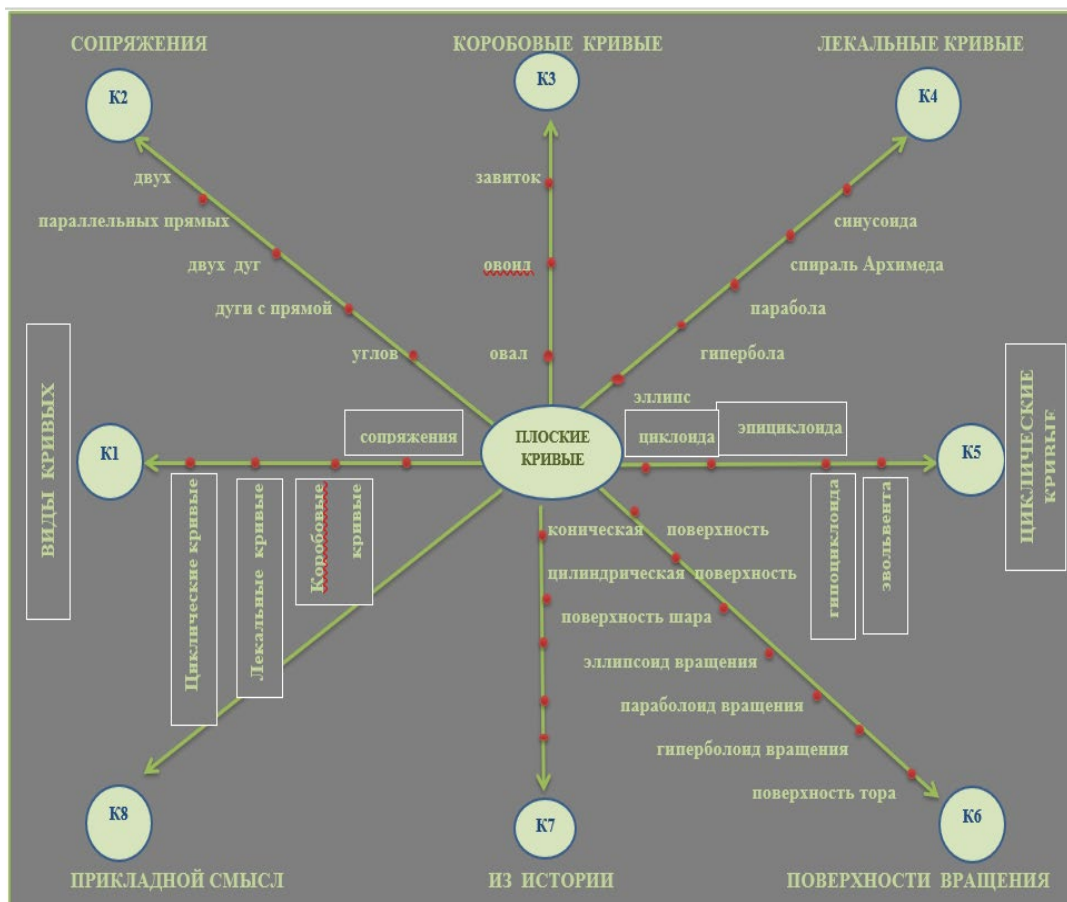 СОПРЯЖЕНИЯ
КОРОБОВЫЕ КРИВЫЕ
ЛЕКАЛЬНЫЕ КРИВЫЕ
К2
К3
К4
двух
параллельных прямых
двух дуг
дуги с прямой
углов
завиток
овоид
овал
синусоида
спираль Архимеда
парабола
гипербола
эллипс
ВИДЫ КРИВЫХ
К1
сопряжения
ПЛОСКИЕ
КРИВЫЕ
циклоида
эпициклоида
К5
ЦИКЛИЧЕСКИЕ
КРИВЫЕ
Циклические кривые
Лекальные кривые
Коробовые
кривые
гипоциклоида
эвольвента
коническая поверхность
цилиндрическая поверхность
поверхность шара
эллипсоид вращения
параболоид вращения
гиперболоид вращения
поверхность тора
К8
К7
К6
ПРИКЛАДНОЙ СМЫСЛ
ИЗ ИСТОРИИ
ПОВЕРХНОСТИ ВРАЩЕНИЯ